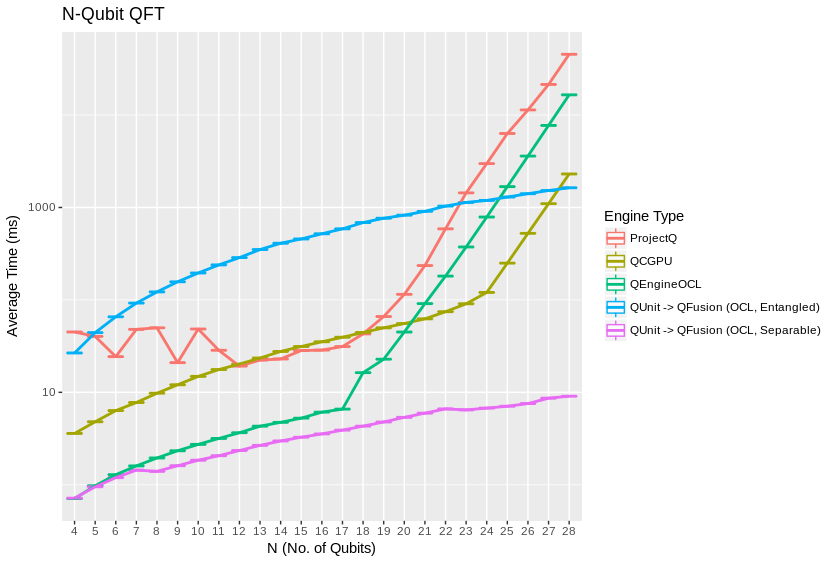 N-Qubit QFT
Average Time (ms)
1000
10
4 5 6 7 8 9 10 11 12 13 14 15 16 17 18 19 20 21 22 23 24 25 26 27 28
N (No. of Qubits)
Engine Type
ProjectQ
QCGPU
QEngineOCL
QUnit -> QFusion (OCL, Entangled)
QUnit -> QFusion (OCL, Separable)